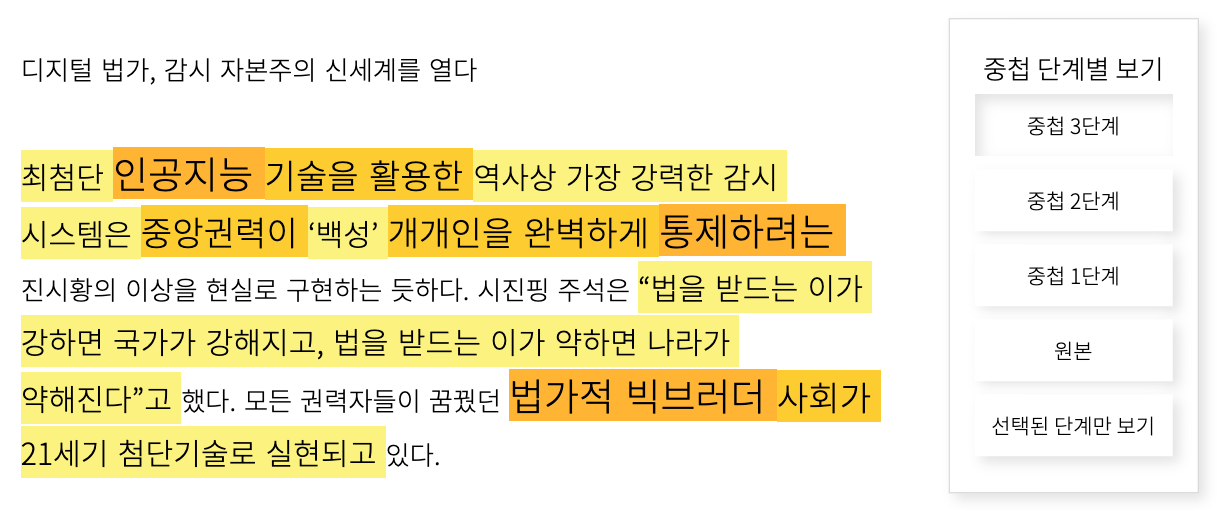 디지털 법가, 감시 자본주의 신세계를 열다
최첨단 인공지능 기술을 활용한 역사상 가장 강력한 감시
시스템은 중앙권력이 ‘백성’ 개개인을 완벽하게 통제하려는
진시황의 이상을 현실로 구현하는 듯하다. 시진핑 주석은 “법을 받드는 이가
강하면 국가가 강해지고, 법을 받드는 이가 약하면 나라가
약해진다”고 했다. 모든 권력자들이 꿈꿨던 법가적 빅브러더 사회가
21세기 첨단기술로 실현되고 있다.
중첩 단계별 보기
중첩 3단계
중첩 2단계
중첩 1단계
원본
선택된 단계만 보기